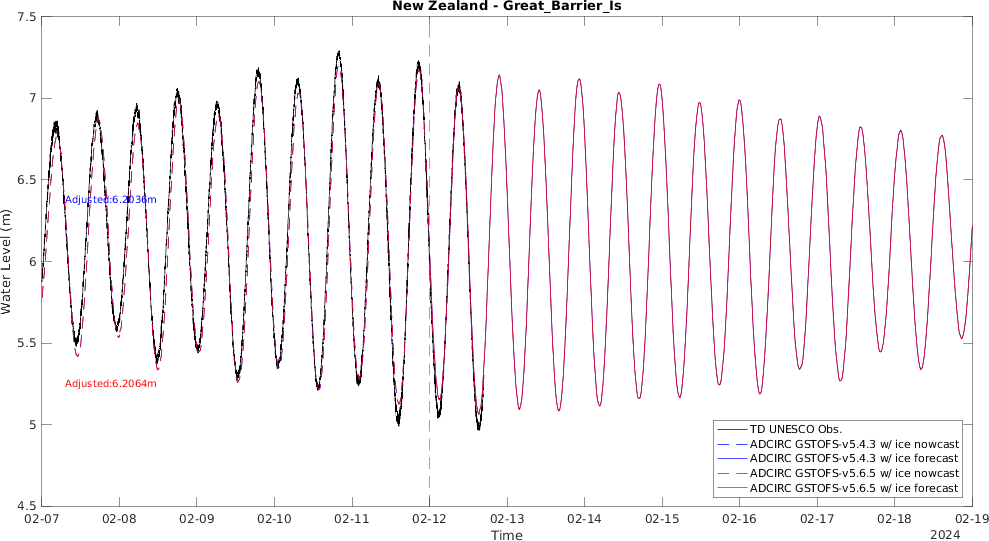 New Zealand - Great_Barrier_Is
7.5
7
6.5
6
5.5
5
4.5
Water Level (m)
Adjusted:6.2036m
Adjusted:6.2064m
TD UNESCO Obs.
ADCIRC GSTOFS-v5.4.3 w/ ice nowcast
ADCIRC GSTOFS-v5.4.3 w/ ice forecast
ADCIRC GSTOFS-v5.6.5 w/ ice nowcast
ADCIRC GSTOFS-v5.6.5 w/ ice forecast
02-07 02-08 02-09 02-10 02-11 02-12 02-13 02-14 02-15 02-16 02-17 02-18 02-19
Time
2024